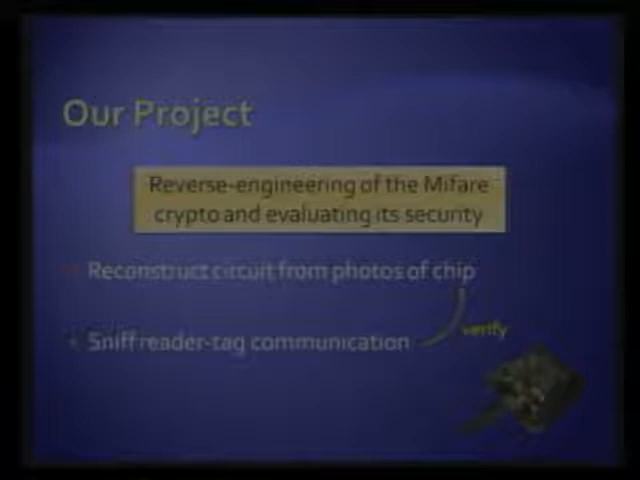 Our Project
Reverse-engineering of the Mifare
crypto and evaluating its security
Reconstruct circuit from photos of chip
Sniff reader-tag communication
verify